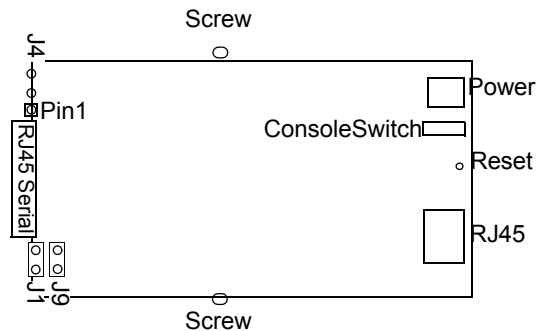 Screw
J4
Power
Pin1
ConsoleSwitch
RJ45 Serial
Reset
RJ45
J1
J9
Screw